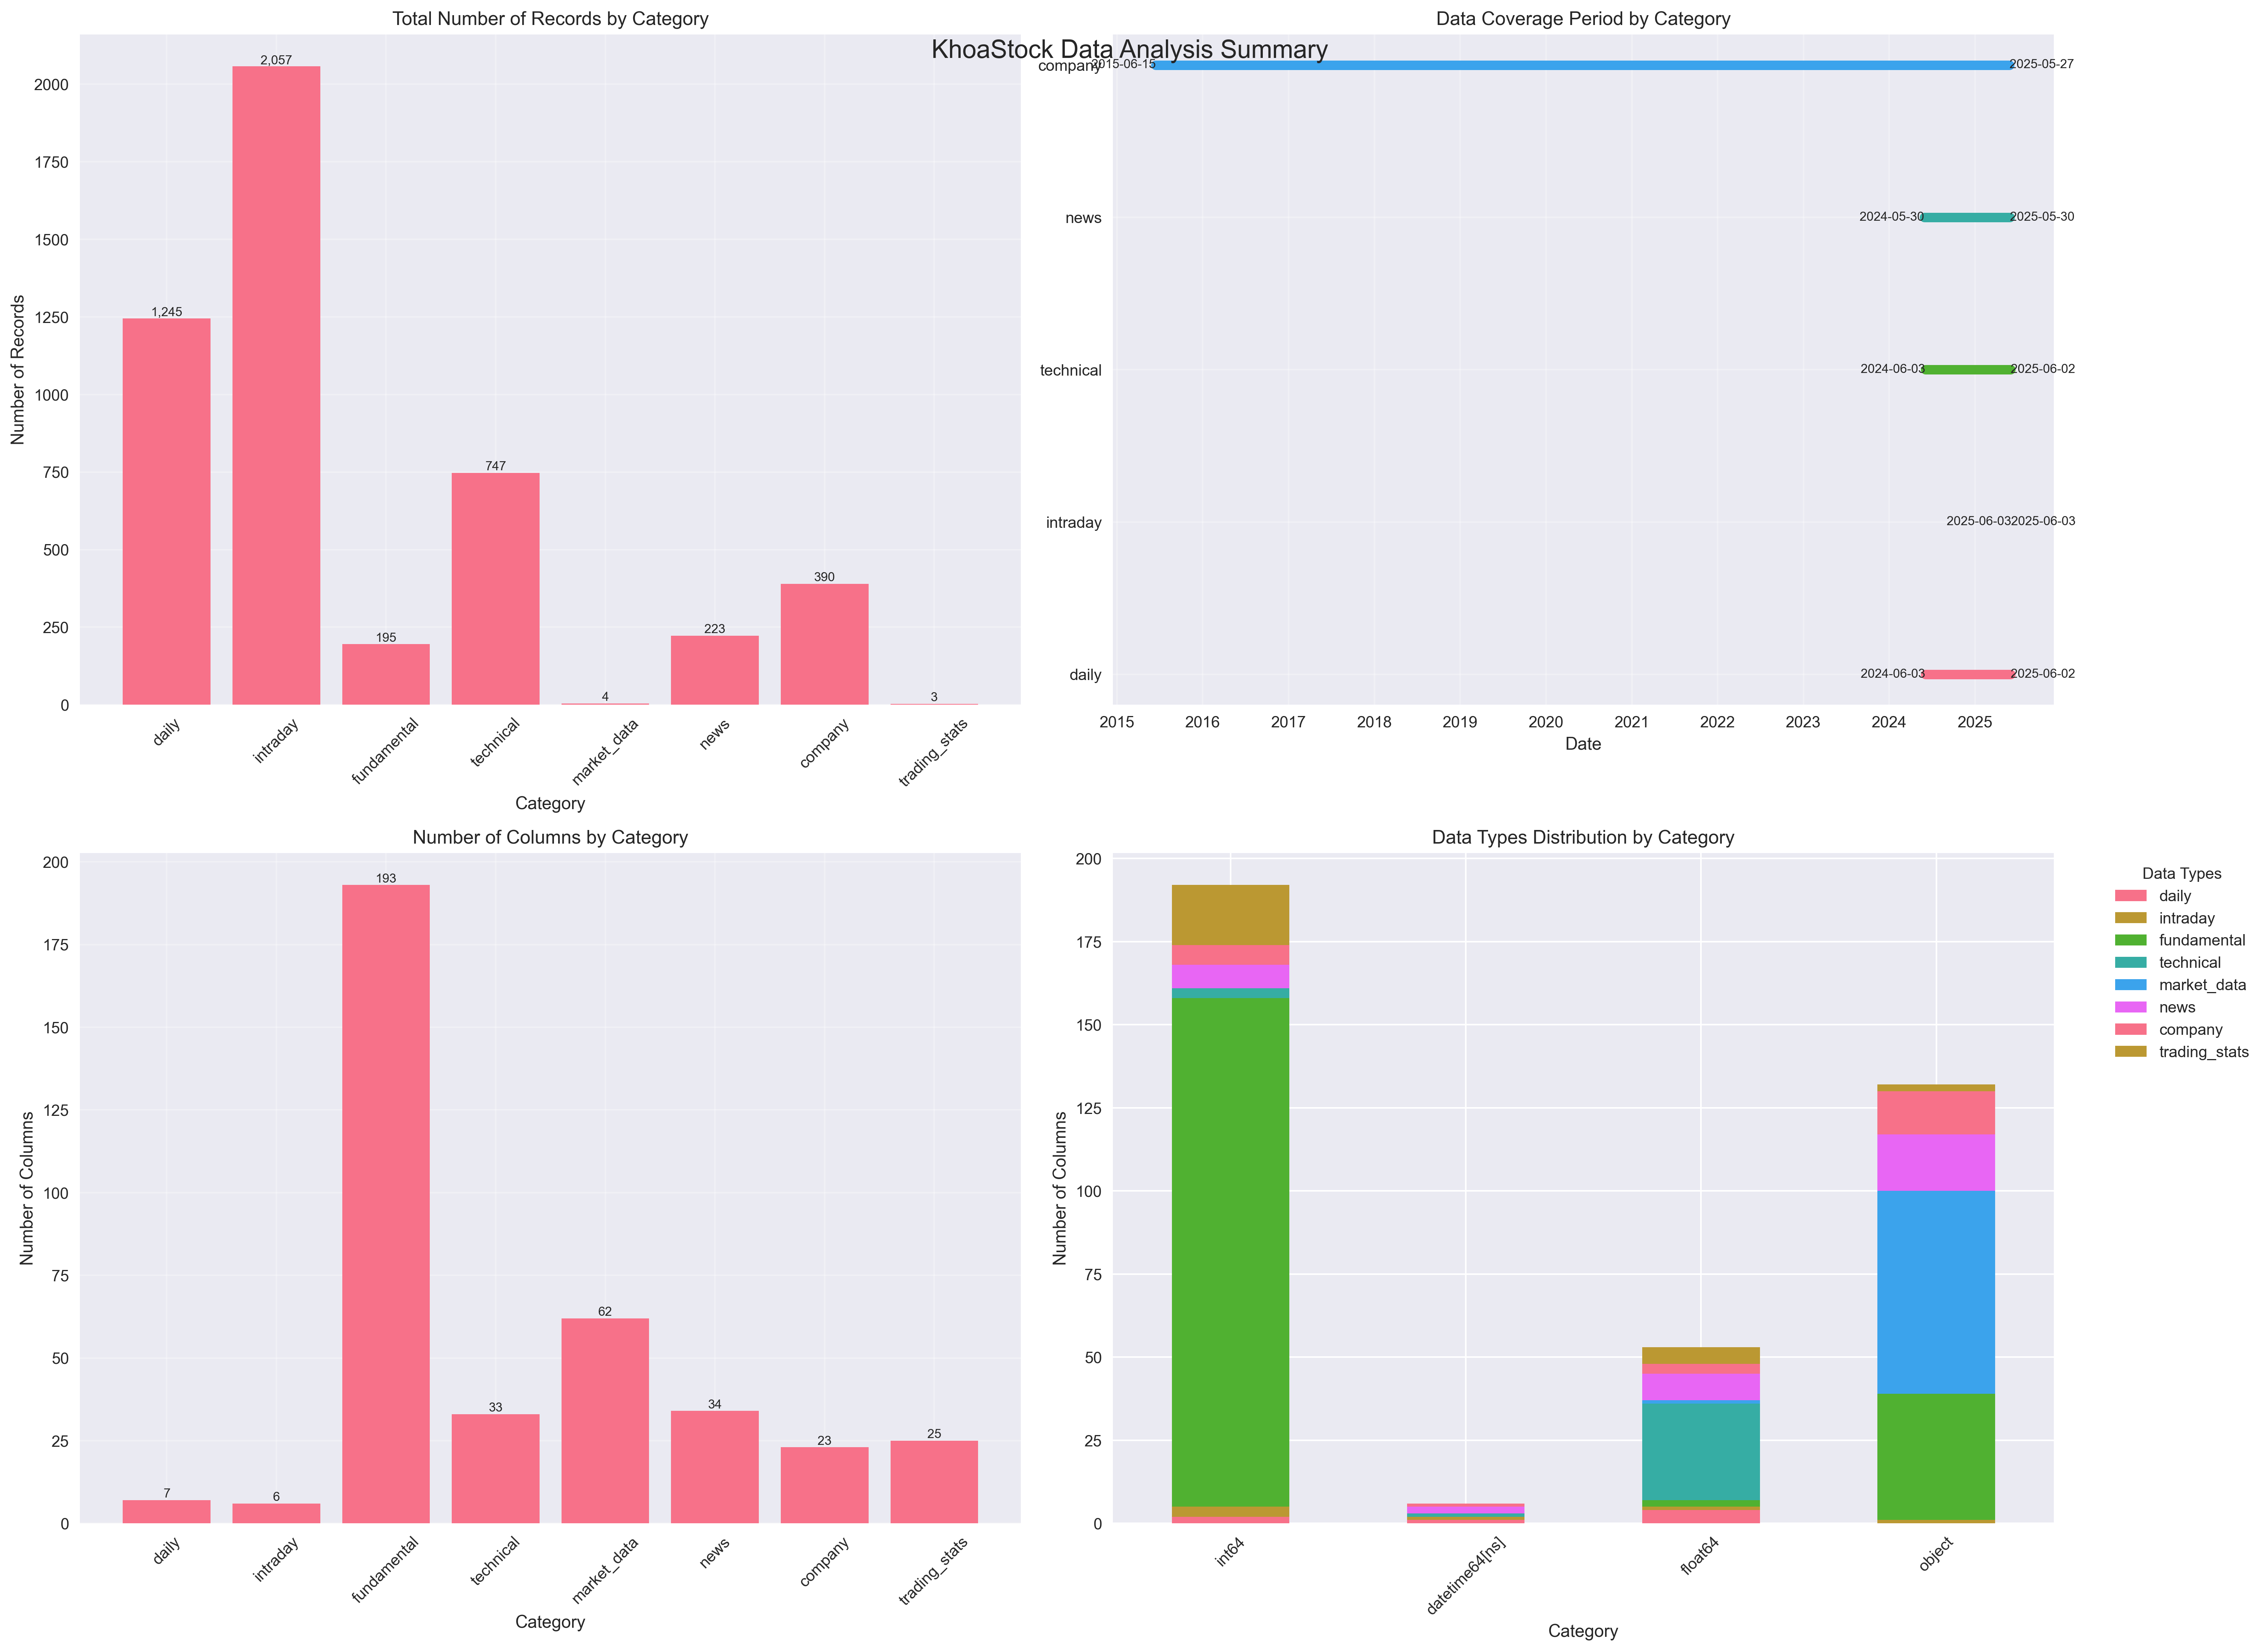 KhoaStock Data Analysis Summary
Total Number of Records by Category
Number of Records
2000
1750
1500
1250
1000
750
500
250
0
1,245
2,057
195
747
4
223
390
3
daily
intraday
fundamental
technical
market_data
news
company
trading_stats
Category
Data Coverage Period by Category
company
news
technical
intraday
daily
2015-06-15
2025-05-27
2024-05-30
2025-05-30
2024-06-03
2025-06-02
2025-06-03
2025-06-03
2024-06-03
2025-06-02
2015
2016
2017
2018
2019
2020
2021
2022
2023
2024
2025
Date
Number of Columns by Category
Number of Columns
200
175
150
125
100
75
50
25
0
7
6
193
33
62
34
23
25
daily
intraday
fundamental
technical
market_data
news
company
trading_stats
Category
Data Types Distribution by Category
Number of Columns
200
175
150
125
100
75
50
25
0
int64
datetime64[ns]
float64
object
Category
Data Types
daily
intraday
fundamental
technical
market_data
news
company
trading_stats